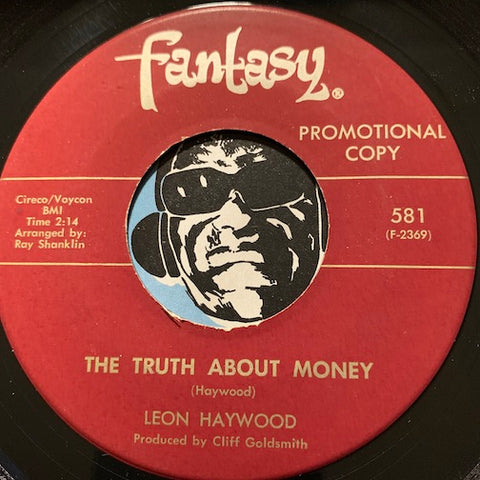 fantasy®
PROMOTIONAL
COPY
Cireco/Voycon
BMI
Time 2:14
Arranged by:
Ray Shanklin
581
(F-2369)
THE TRUTH ABOUT MONEY
(Haywood)
LEON HAYWOOD
Produced by Cliff Goldsmith